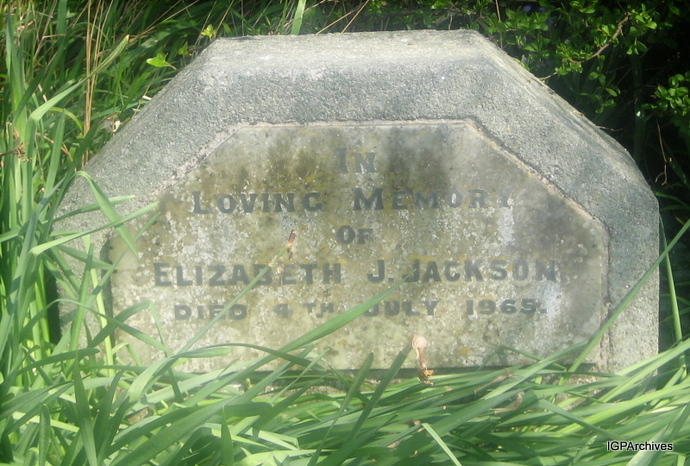 IN
LOVING MEMORY
OF
ELIZABETH J. JACKSON
DIED 4TH JULY 1965.
IGPArchives